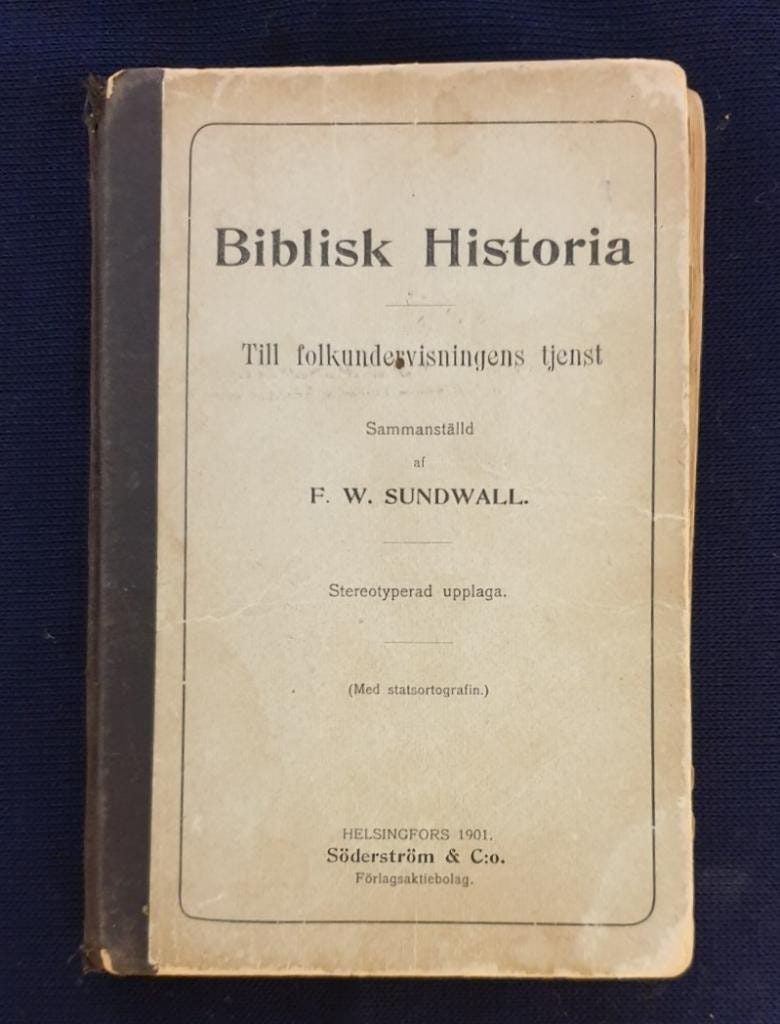 Biblisk Historia
Till folkundervisningens tjenst
Sammanställd
af
F. W. SUNDWALL.
Stereotyperad upplaga.
(Med statsortografin.)
HELSINGFORS 1901.
Söderström & C:o.
Förlagsaktiebolag.